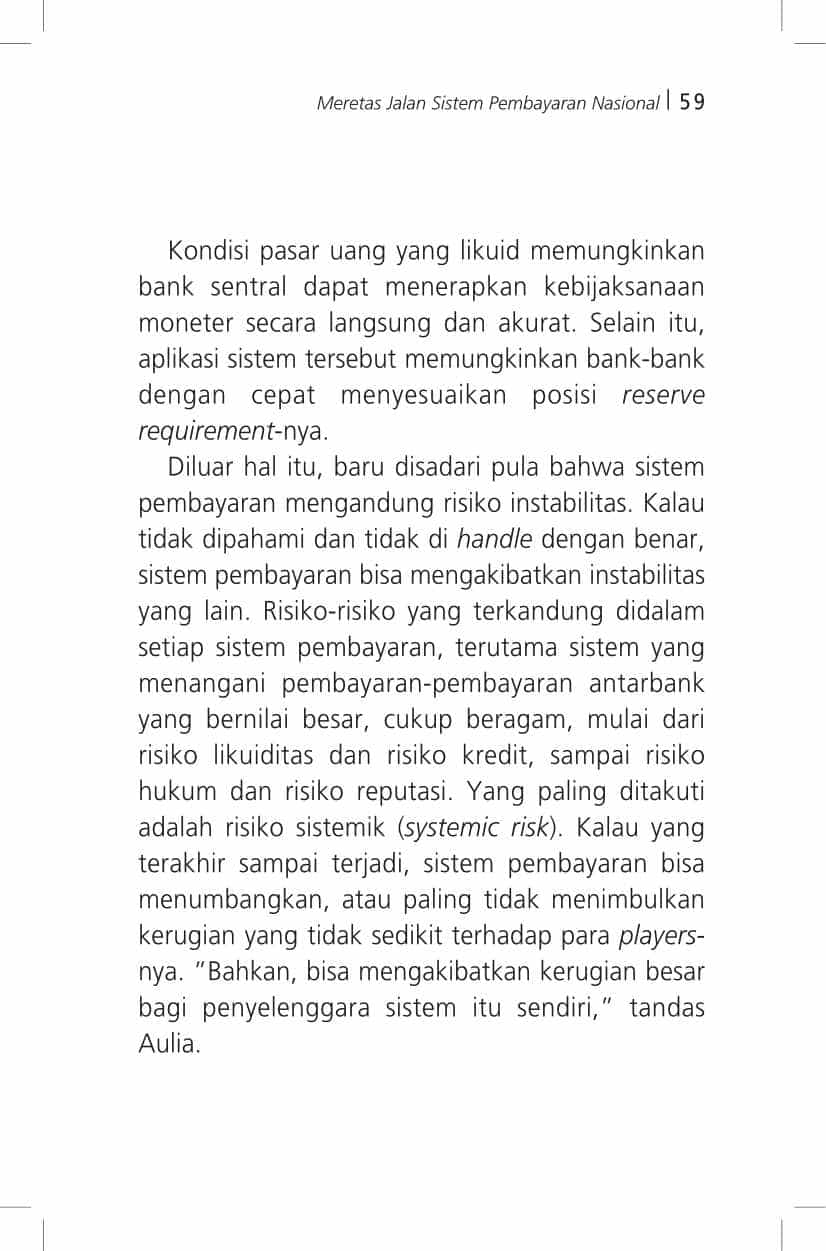 Meretas Jalan Sistem Pembayaran Nasional | 59
Kondisi pasar uang yang likuid memungkinkan
bank sentral dapat menerapkan kebijaksanaan
moneter secara langsung dan akurat. Selain itu,
aplikasi sistem tersebut memungkinkan bank-bank
dengan cepat menyesuaikan posisi reserve
requirement-nya.
Diluar hal itu, baru disadari pula bahwa sistem
pembayaran mengandung risiko instabilitas. Kalau
tidak dipahami dan tidak di handle dengan benar,
sistem pembayaran bisa mengakibatkan instabilitas
yang lain. Risiko-risiko yang terkandung didalam
setiap sistem pembayaran, terutama sistem yang
menangani pembayaran-pembayaran antarbank
yang bernilai besar, cukup beragam, mulai dari
risiko likuiditas dan risiko kredit, sampai risiko
hukum dan risiko reputasi. Yang paling ditakuti
adalah risiko sistemik (systemic risk). Kalau yang
terakhir sampai terjadi, sistem pembayaran bisa
menumbangkan, atau paling tidak menimbulkan
kerugian yang tidak sedikit terhadap para players-
nya. ”Bahkan, bisa mengakibatkan kerugian besar
bagi penyelenggara sistem itu sendiri,” tandas
Aulia.